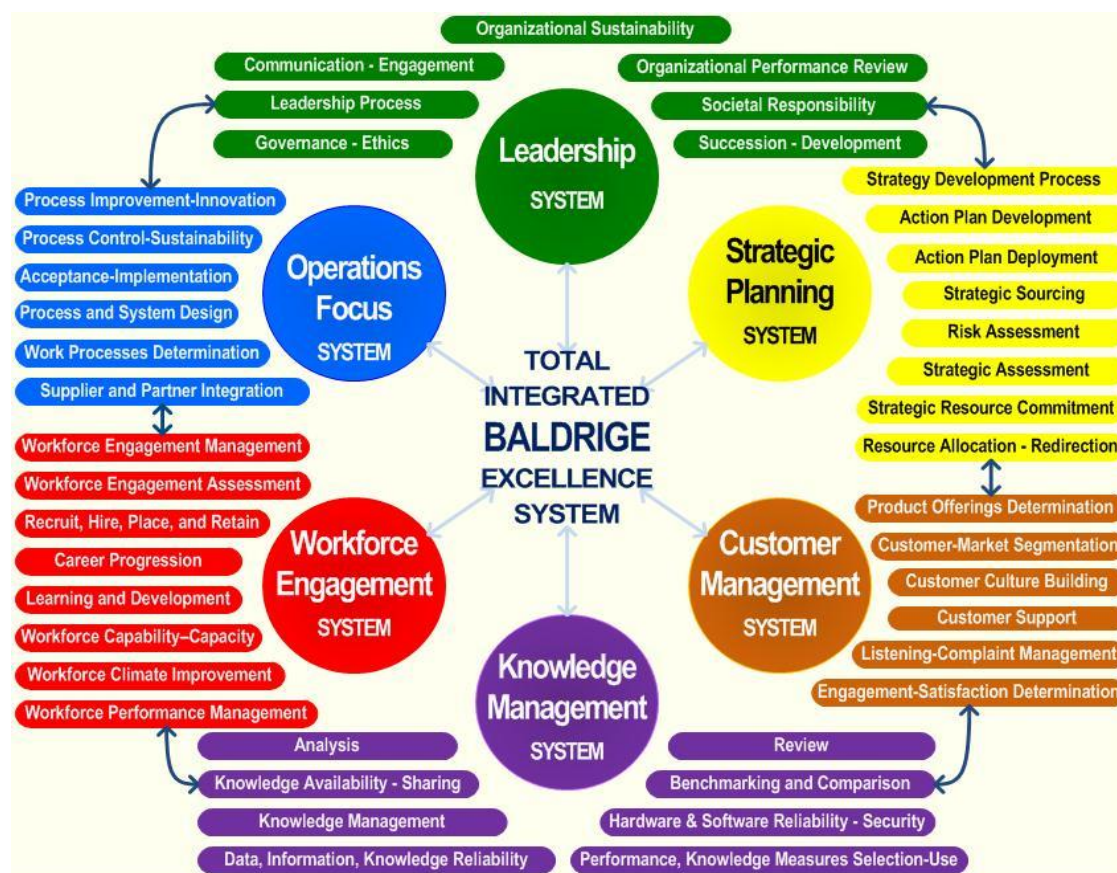 Organizational Sustainability
Communication - Engagement
Leadership Process
Governance - Ethics
Organizational Performance Review
Societal Responsibility
Succession - Development
Leadership
SYSTEM
Process Improvement-Innovation
Process Control-Sustainability
Acceptance-Implementation
Process and System Design
Work Processes Determination
Supplier and Partner Integration
Operations
Focus
SYSTEM
Strategic
Planning
SYSTEM
Strategy Development Process
Action Plan Development
Action Plan Deployment
Strategic Sourcing
Risk Assessment
Strategic Assessment
Strategic Resource Commitment
Resource Allocation - Redirection
TOTAL
INTEGRATED
BALDRIGE
EXCELLENCE
SYSTEM
Workforce Engagement Management
Workforce Engagement Assessment
Recruit, Hire, Place, and Retain
Career Progression
Learning and Development
Workforce Capability–Capacity
Workforce Climate Improvement
Workforce Performance Management
Workforce
Engagement
SYSTEM
Customer
Management
SYSTEM
Product Offerings Determination
Customer-Market Segmentation
Customer Culture Building
Customer Support
Listening-Complaint Management
Engagement-Satisfaction Determination
Knowledge
Management
SYSTEM
Analysis
Knowledge Availability - Sharing
Knowledge Management
Data, Information, Knowledge Reliability
Review
Benchmarking and Comparison
Hardware & Software Reliability - Security
Performance, Knowledge Measures Selection-Use